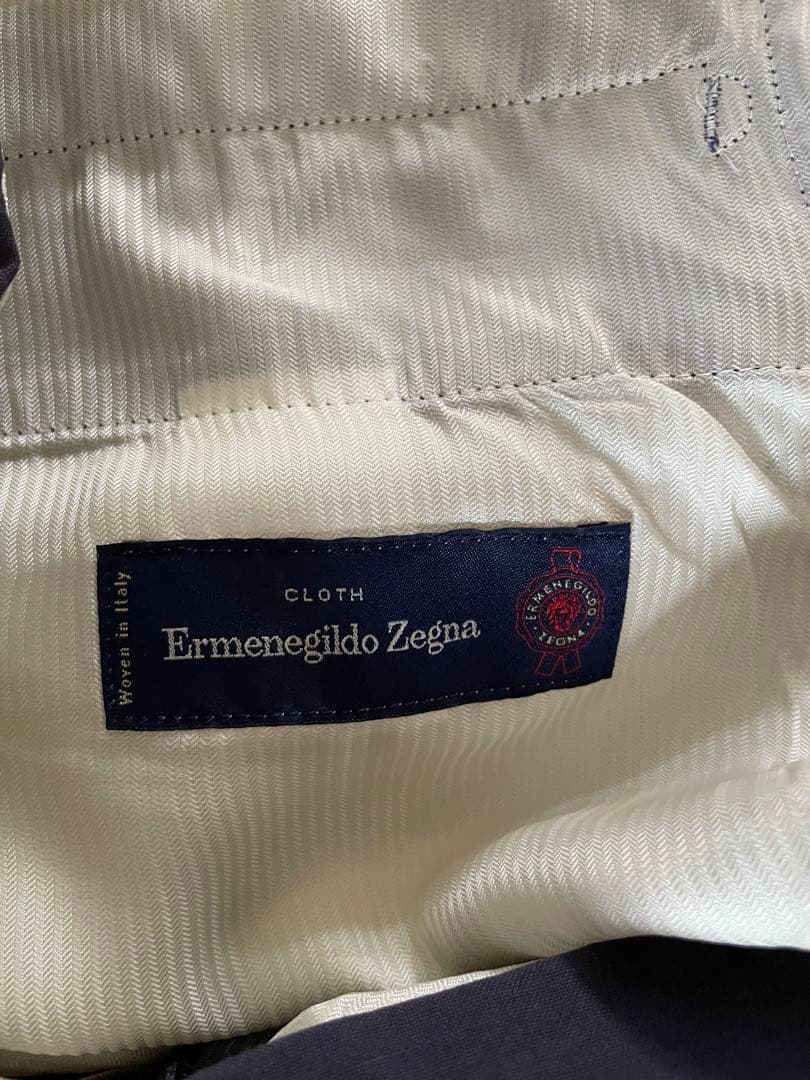 Woven in Italy
CLOTH
Ermenegildo Zegna
ERMENEGILDO
ZEGNA